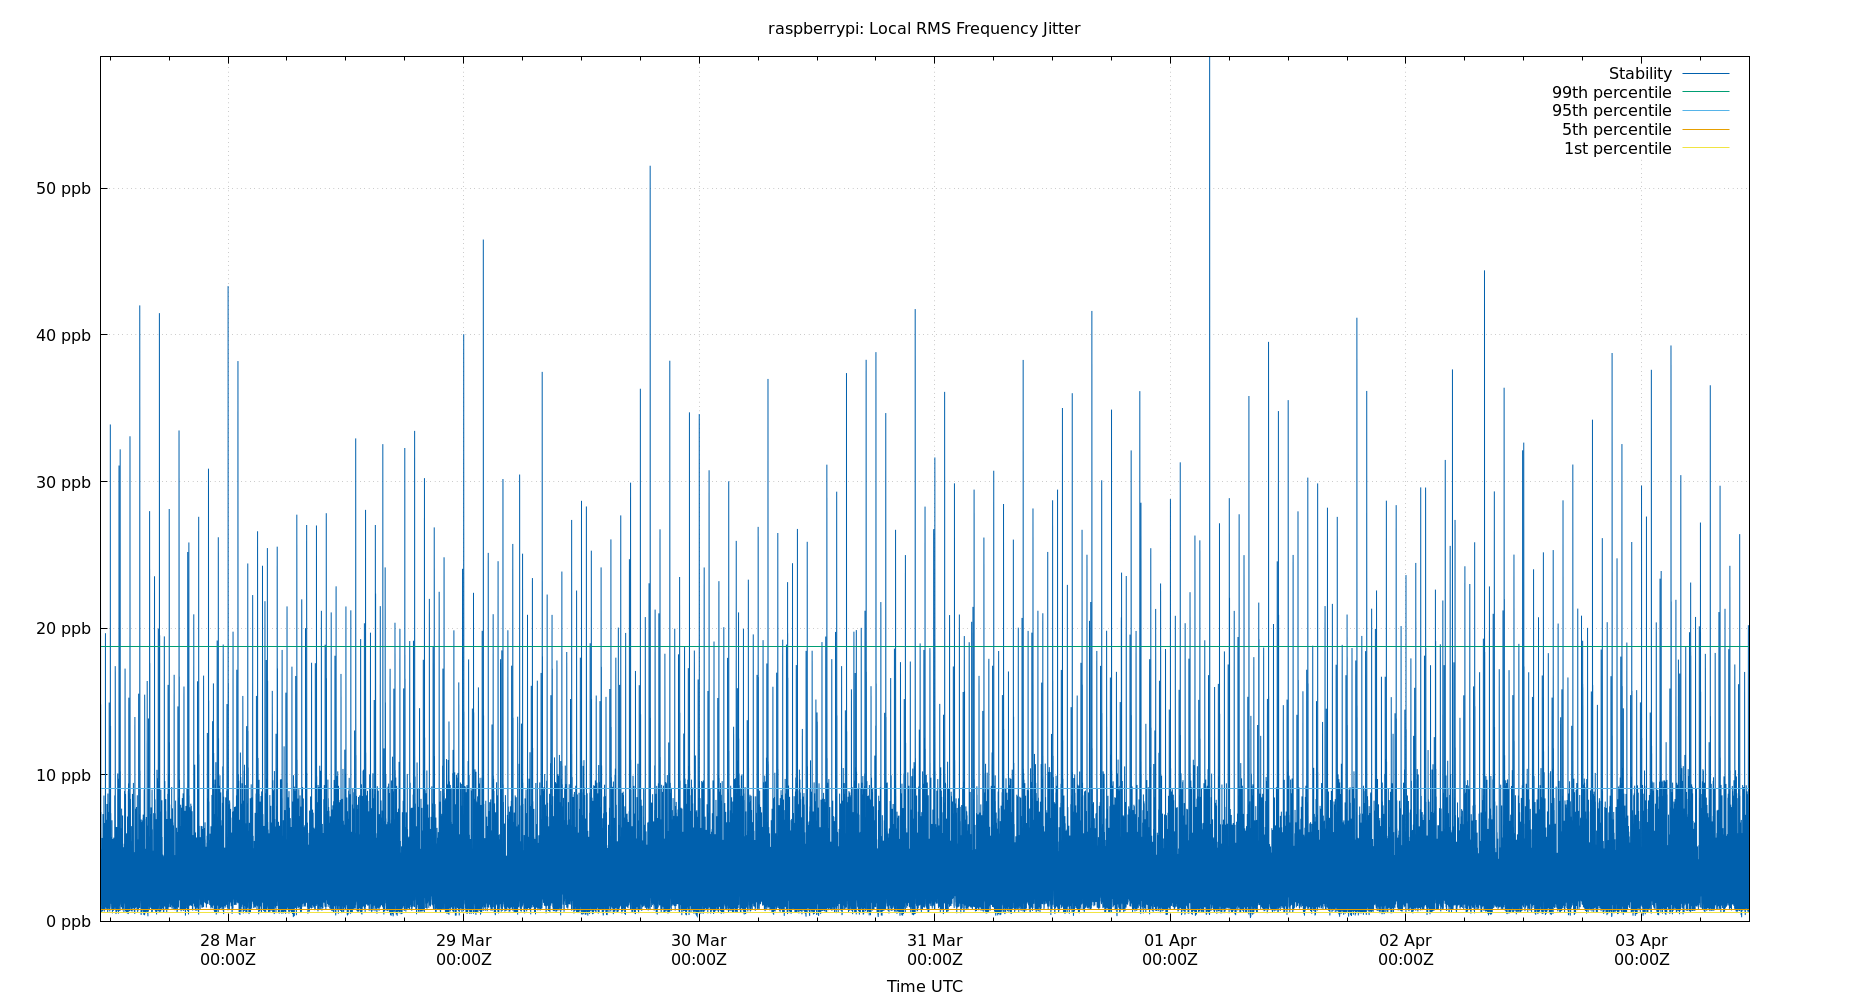 raspberrypi: Local RMS Frequency Jitter
Stability
99th percentile
95th percentile
5th percentile
1st percentile
50 ppb
40 ppb
30 ppb
20 ppb
10 ppb
0 ppb
28 Mar 29 Mar 30 Mar 31 Mar 01 Apr 02 Apr 03 Apr
00:00Z 00:00Z 00:00Z 00:00Z 00:00Z 00:00Z 00:00Z
Time UTC